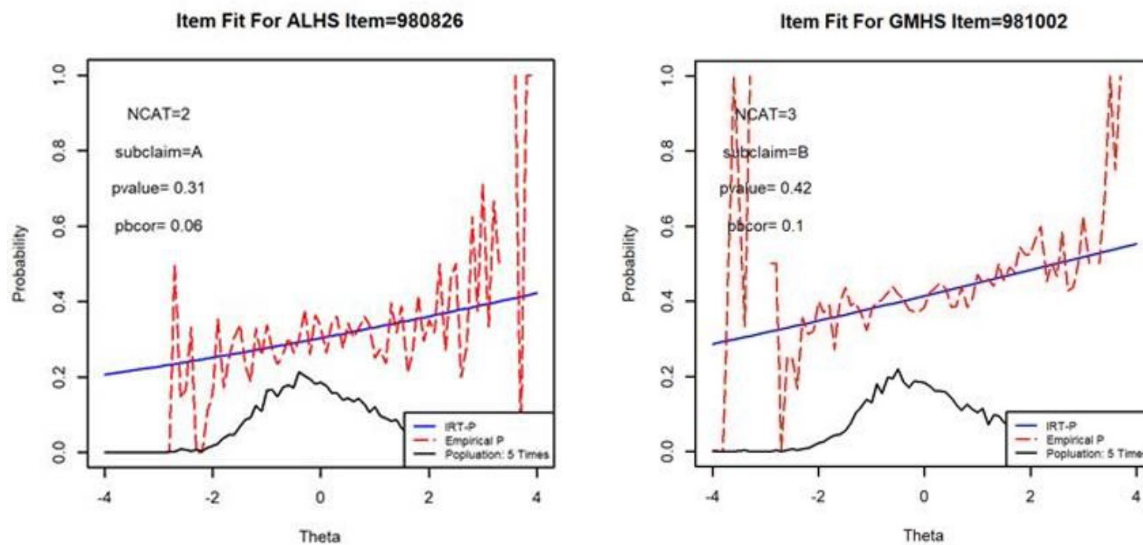 Item Fit For ALHS Item=980826
NCAT=2
subclaim=A
pvalue= 0.31
pbcor= 0.06
Probability
0.0 0.2 0.4 0.6 0.8 1.0
IRT-P
Empirical P
Popluation: 5 Times
-4 -2 0 2 4
Theta
Item Fit For GMHS Item=981002
NCAT=3
subclaim=B
pvalue= 0.42
pbcor= 0.1
Probability
0.0 0.2 0.4 0.6 0.8 1.0
IRT-P
Empirical P
Popluation: 5 Times
-4 -2 0 2 4
Theta